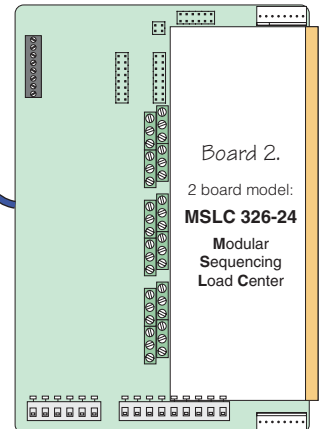 Board 2.
2 board model:
MSLC 326-24
Modular
Sequencing
Load Center